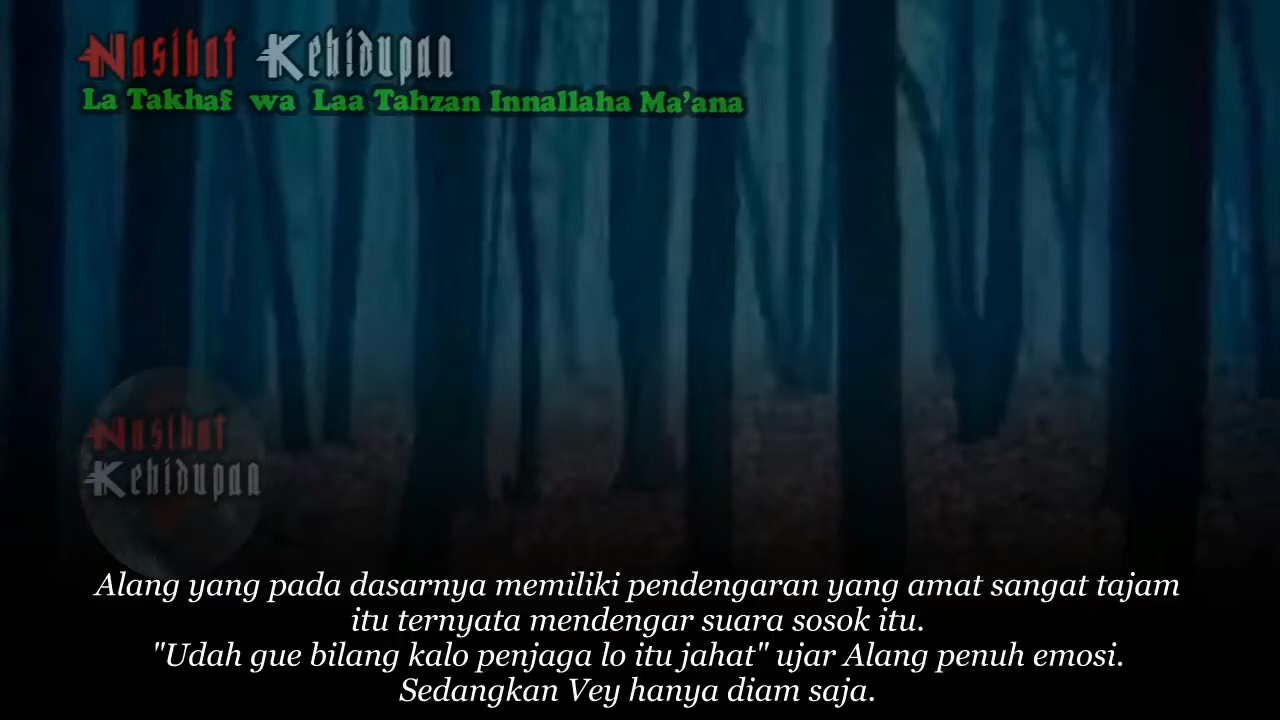 Nasihat Kehidupan
La Takhaf wa Laa Tahzan Innallaha Ma'ana
Nasihat
Kehidupan
Alang yang pada dasarnya memiliki pendengaran yang amat sangat tajam
itu ternyata mendengar suara sosok itu.
"Udah gue bilang kalo penjaga lo itu jahat" ujar Alang penuh emosi.
Sedangkan Vey hanya diam saja.